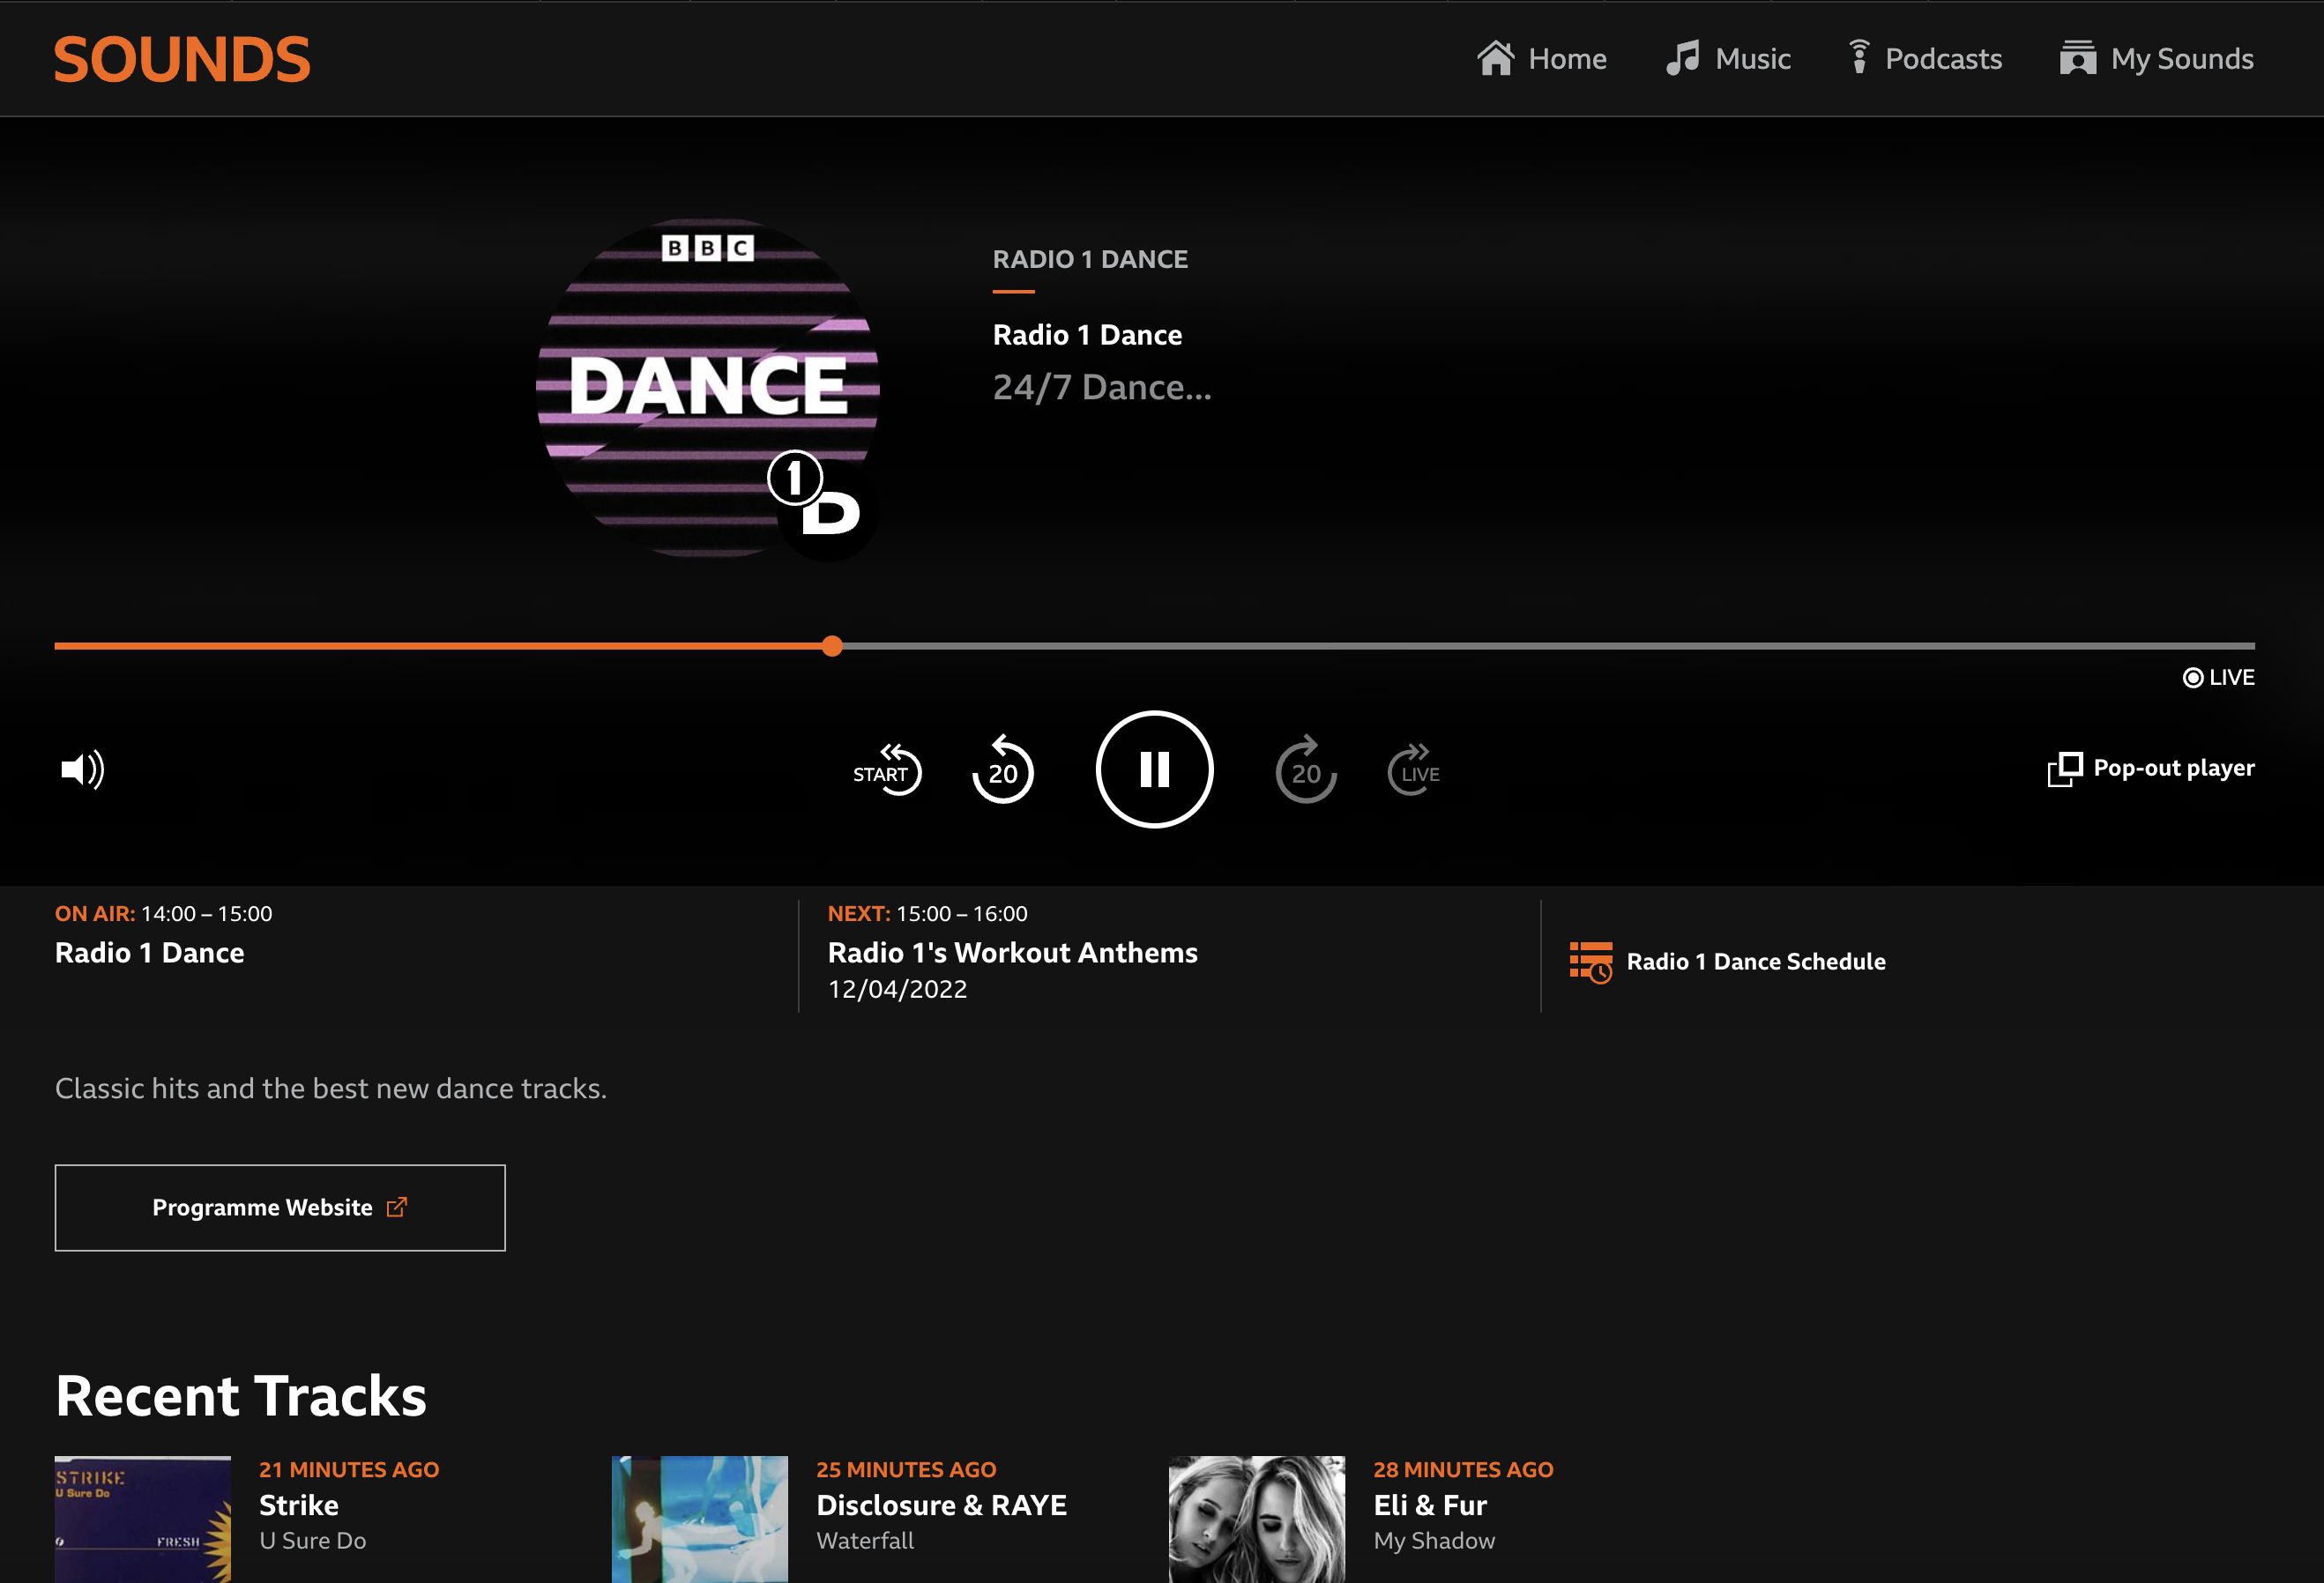 SOUNDS
Home
Music
Podcasts
My Sounds
BBC
DANCE
1
D
RADIO 1 DANCE
Radio 1 Dance
24/7 Dance...
LIVE
START
20
20
LIVE
Pop-out player
ON AIR: 14:00 – 15:00
Radio 1 Dance
NEXT: 15:00 – 16:00
Radio 1's Workout Anthems
12/04/2022
Radio 1 Dance Schedule
Classic hits and the best new dance tracks.
Programme Website
Recent Tracks
STRIKE
U Sure Do
FRESH
21 MINUTES AGO
Strike
U Sure Do
25 MINUTES AGO
Disclosure & RAYE
Waterfall
28 MINUTES AGO
Eli & Fur
My Shadow